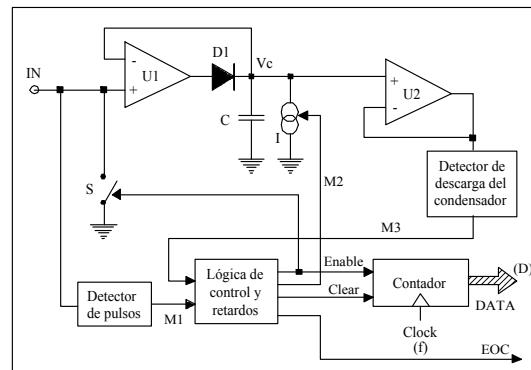 IN
-
+
U1
D1
Vc
C
I
+
-
U2
S
M2
Detector de
descarga del
condensador
M3
Detector
de pulsos
M1
Lógica de
control y
retardos
Enable
Clear
Contador
Clock
(f)
(D)
DATA
EOC